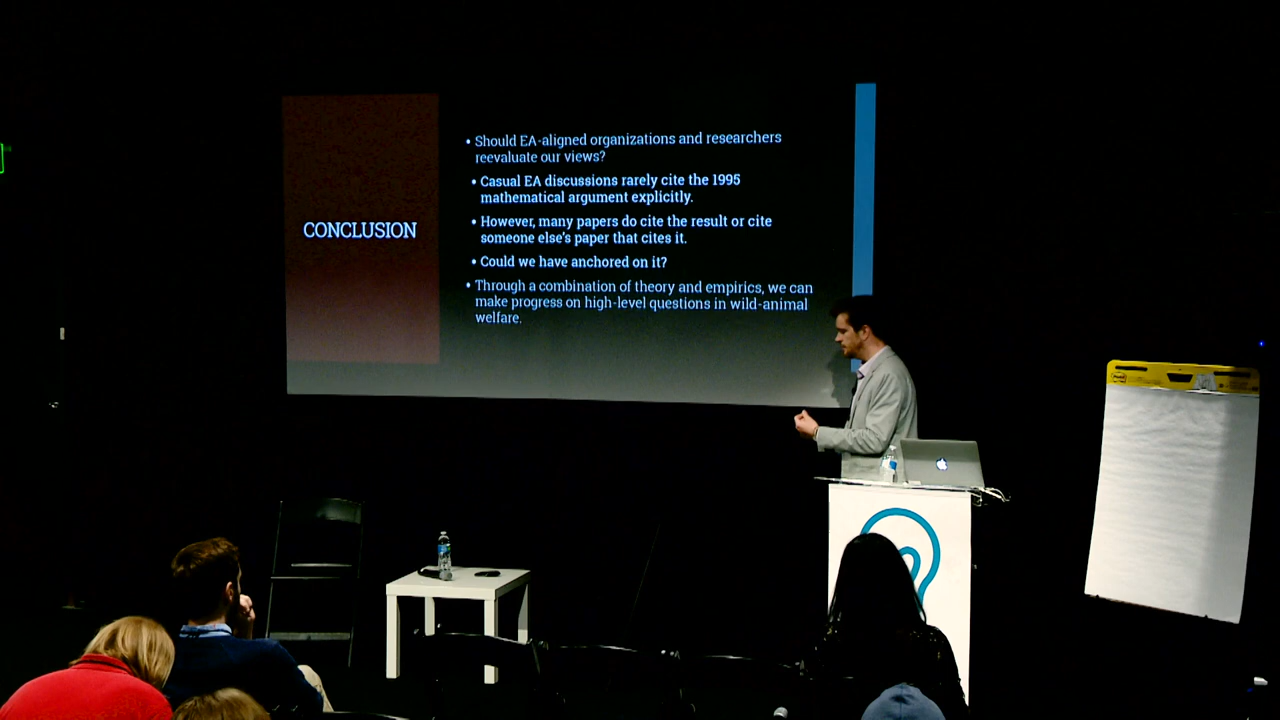 CONCLUSION
• Should EA-aligned organizations and researchers
reevaluate our views?
• Casual EA discussions rarely cite the 1995
mathematical argument explicitly.
• However, many papers do cite the result or cite
someone else's paper that cites it.
• Could we have anchored on it?
• Through a combination of theory and empirics, we can
make progress on high-level questions in wild-animal
welfare.